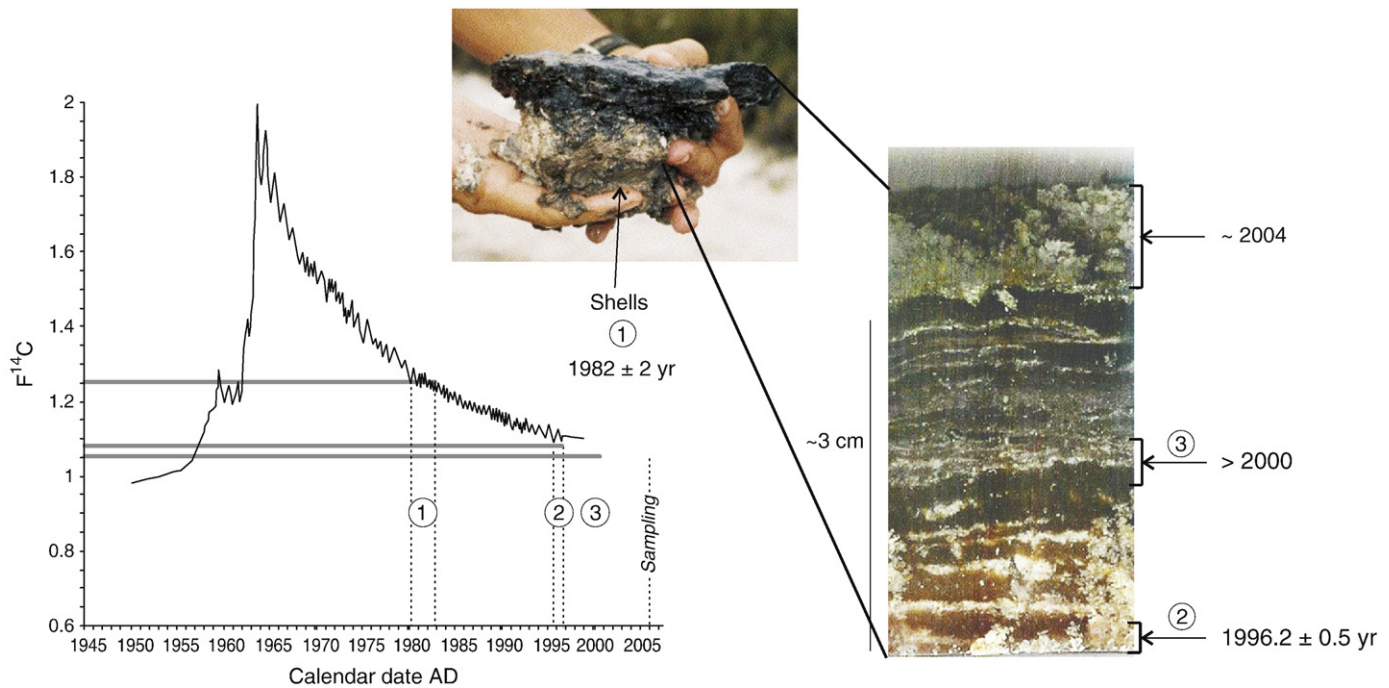 2
1.8
1.6
1.4
1.2
1
0.8
0.6
F¹⁴C
1945 1950 1955 1960 1965 1970 1975 1980 1985 1990 1995 2000 2005
Calendar date AD
①
②
③
Sampling
Shells
①
1982 ± 2 yr
~3 cm
~ 2004
③
> 2000
②
1996.2 ± 0.5 yr